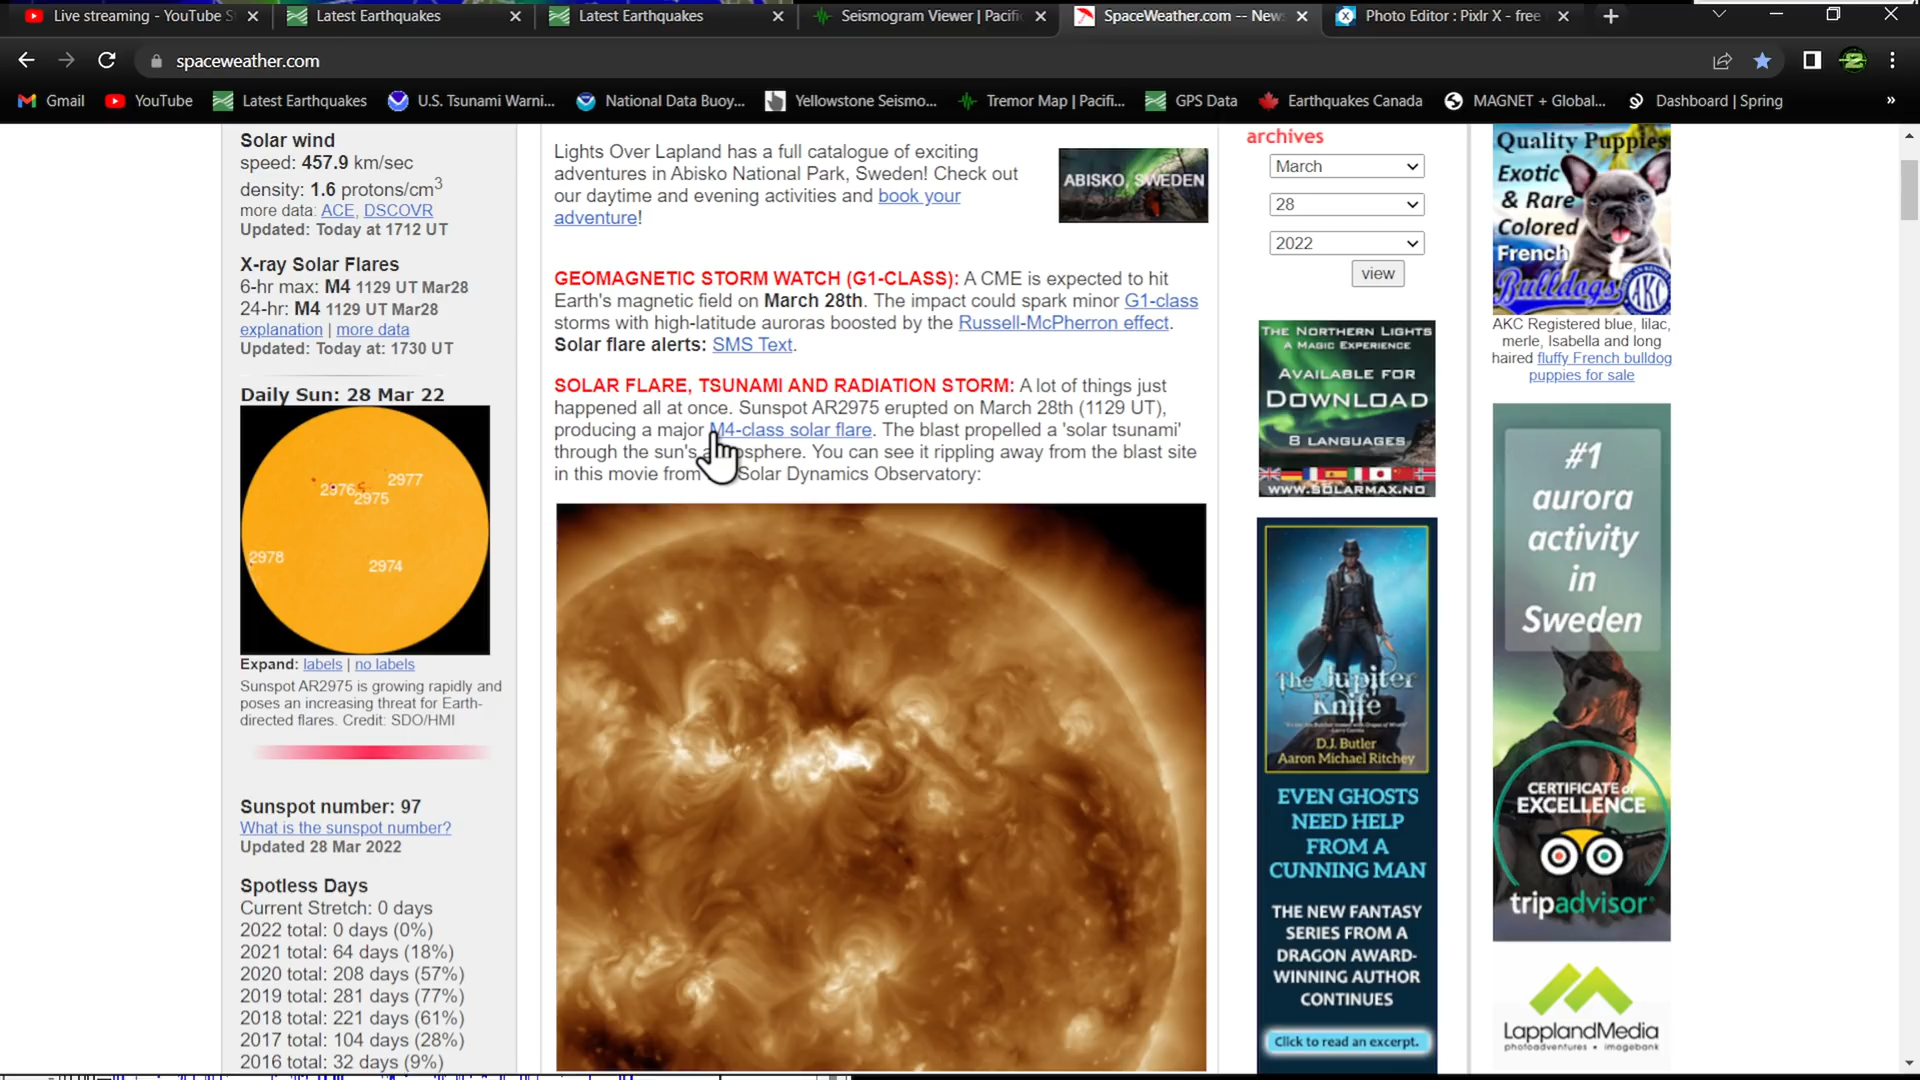 Live streaming - YouTube S
Latest Earthquakes
Latest Earthquakes
Seismogram Viewer | Pacific
SpaceWeather.com -- New
Photo Editor : Pixlr X - free
spaceweather.com
Gmail
YouTube
Latest Earthquakes
U.S. Tsunami Warni...
National Data Buoy...
Yellowstone Seismo...
Tremor Map | Pacifi...
GPS Data
Earthquakes Canada
MAGNET + Global...
Dashboard | Spring
»
Solar wind
speed: 457.9 km/sec
density: 1.6 protons/cm3
more data: ACE, DSCOVR
Updated: Today at 1712 UT
X-ray Solar Flares
6-hr max: M4 1129 UT Mar28
24-hr: M4 1129 UT Mar28
explanation | more data
Updated: Today at: 1730 UT
Daily Sun: 28 Mar 22
2976
2977
2975
2978
2974
Expand: labels | no labels
Sunspot AR2975 is growing rapidly and
poses an increasing threat for Earth-
directed flares. Credit: SDO/HMI
Sunspot number: 97
What is the sunspot number?
Updated 28 Mar 2022
Spotless Days
Current Stretch: 0 days
2022 total: 0 days (0%)
2021 total: 64 days (18%)
2020 total: 208 days (57%)
2019 total: 281 days (77%)
2018 total: 221 days (61%)
2017 total: 104 days (28%)
2016 total: 32 days (9%)
Lights Over Lapland has a full catalogue of exciting
adventures in Abisko National Park, Sweden! Check out
our daytime and evening activities and book your
adventure!
ABISKO, SWEDEN
GEOMAGNETIC STORM WATCH (G1-CLASS): A CME is expected to hit
Earth's magnetic field on March 28th. The impact could spark minor G1-class
storms with high-latitude auroras boosted by the Russell-McPherron effect.
Solar flare alerts: SMS Text.
SOLAR FLARE, TSUNAMI AND RADIATION STORM: A lot of things just
happened all at once. Sunspot AR2975 erupted on March 28th (1129 UT),
producing a major M4-class solar flare. The blast propelled a 'solar tsunami'
through the sun's atmosphere. You can see it rippling away from the blast site
in this movie from Solar Dynamics Observatory:
archives
March
28
2022
view
THE NORTHERN LIGHTS
A MAGIC EXPERIENCE
AVAILABLE FOR
DOWNLOAD
8 LANGUAGES
WWW.SOLARMAX.NO
The Jupiter
Knife
D.J. Butler
Aaron Michael Ritchey
EVEN GHOSTS
NEED HELP
FROM A
CUNNING MAN
THE NEW FANTASY
SERIES FROM A
DRAGON AWARD-
WINNING AUTHOR
CONTINUES
Click to read an excerpt.
Quality Puppies
Exotic
& Rare
Colored
French
Bulldogs
AKC
AKC Registered blue, lilac,
merle, Isabella and long
haired fluffy French bulldog
puppies for sale
#1
aurora
activity
in
Sweden
CERTIFICATE of
EXCELLENCE
tripadvisor
LapplandMedia
photoadventures • imagebank